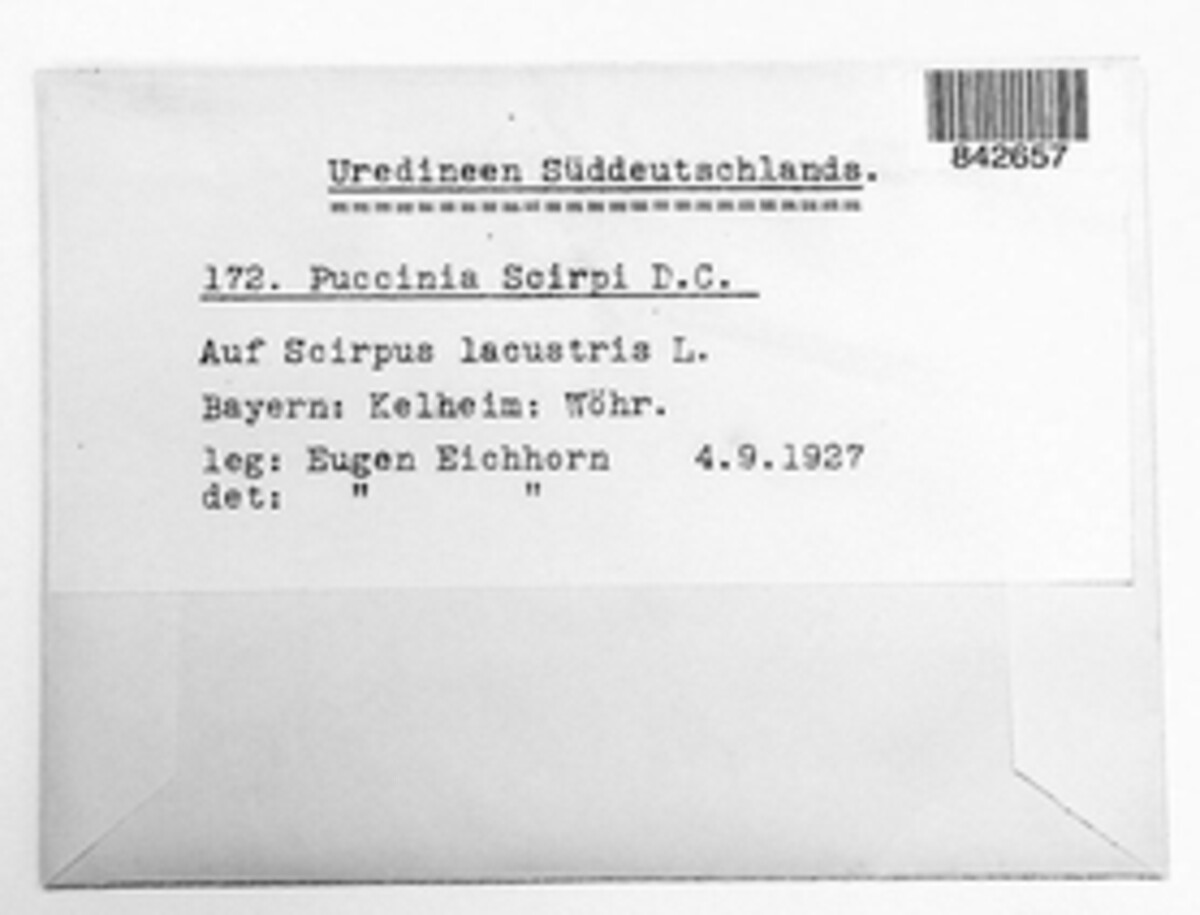 842657
Uredineen Süddeutschlands.
172. Puccinia Scirpi D.C.
Auf Scirpus lacustris L.
Bayern: Kelheim: Wöhr.
leg: Eugen Eichhorn 4.9.1927
det: " "